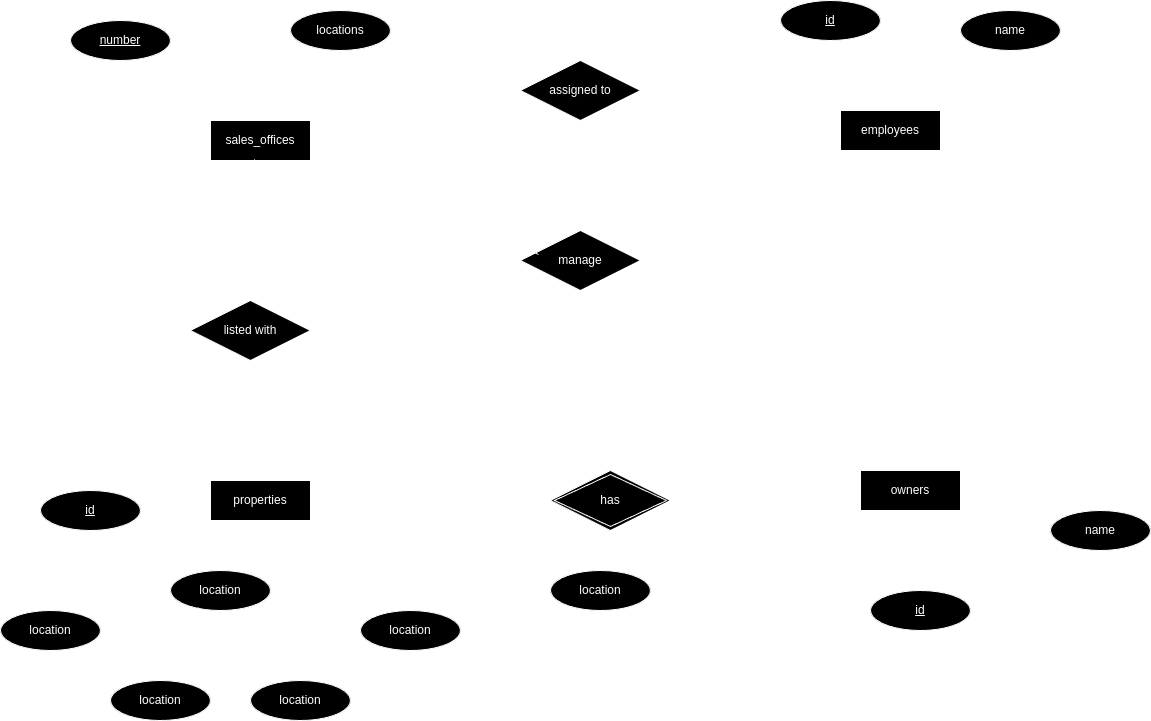 id
number
locations
name
assigned to
employees
sales_offices
manage
listed with
properties
has
owners
id
name
location
location
id
location
location
location
location